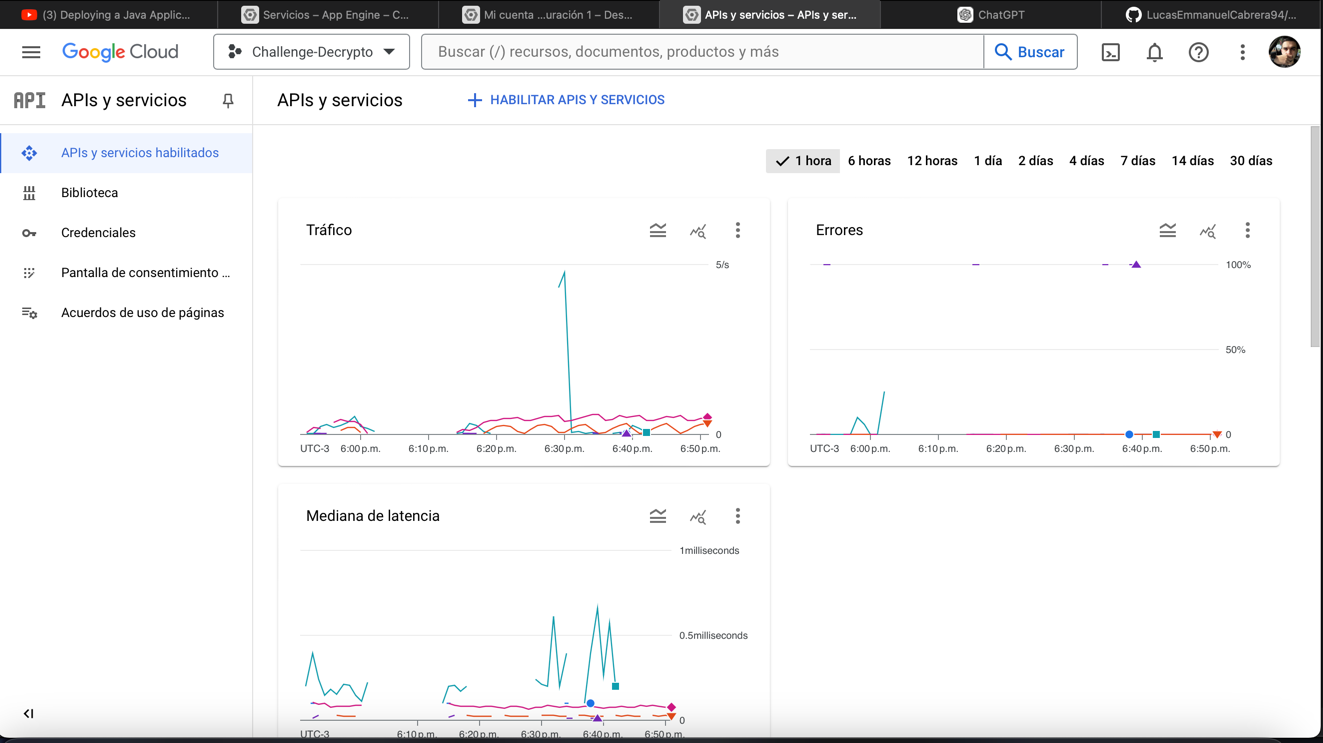 (3) Deploying a Java Applic...
Servicios – App Engine – C...
Mi cuenta ...uración 1 – Des...
APIs y servicios – APIs y ser...
ChatGPT
LucasEmmanuelCabrera94/...
Google Cloud
Challenge-Decrypto
Buscar (/) recursos, documentos, productos y más
Buscar
API
APIs y servicios
APIs y servicios
HABILITAR APIS Y SERVICIOS
APIs y servicios habilitados
Biblioteca
Credenciales
Pantalla de consentimiento ...
Acuerdos de uso de páginas
1 hora
6 horas
12 horas
1 día
2 días
4 días
7 días
14 días
30 días
Tráfico
5/s
0
UTC-3
6:00 p.m.
6:10 p.m.
6:20 p.m.
6:30 p.m.
6:40 p.m.
6:50 p.m.
Errores
100%
50%
0
UTC-3
6:00 p.m.
6:10 p.m.
6:20 p.m.
6:30 p.m.
6:40 p.m.
6:50 p.m.
Mediana de latencia
1milliseconds
0.5milliseconds
0
UTC-3
6:10 p.m.
6:20 p.m.
6:30 p.m.
6:40 p.m.
6:50 p.m.